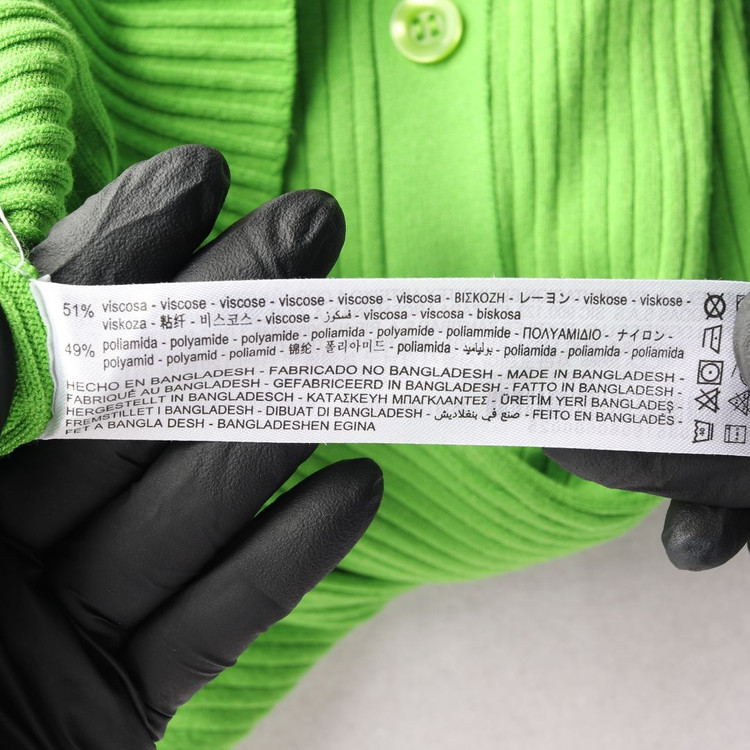 51% viscosa - viscose - viscose - viscose - viscose - viscosa - ΒΙΣΚΟΖΗ - レーヨン - viskose - viskose -
viskoza - 粘纤 - 비스코스 - viscose - فسكوز - viscosa - viscosa - biskosa
49% poliamida - polyamide - polyamide - polyamide - poliammide - polyammide - ΠΟΛΥΑΜΙΔΙΟ - ナイロン -
polyamid - polyamid - poliamid - 锦纶 - 폴리아미드 - poliamida - بوليامید - poliamida - poliamida - poliamida
HECHO EN BANGLADESH - FABRICADO NO BANGLADESH - MADE IN BANGLADESH -
FABRIQUÉ AU BANGLADESH - GEFABRICEERD IN BANGLADESH - FATTO IN BANGLADESH -
HERGESTELLT IN BANGLADESCH - ΚΑΤΑΣΚΕΥΗ ΜΠΑΓΚΛΑΝΤΕΣ - ÜRETİM YERİ BANGLADEŞ -
FREMSTILLET I BANGLADESH - DIBUAT DI BANGLADESH - صنع في بنغلاديش - FEITO EN BANGLADÉS -
FET A BANGLA DESH - BANGLADESHEN EGINA